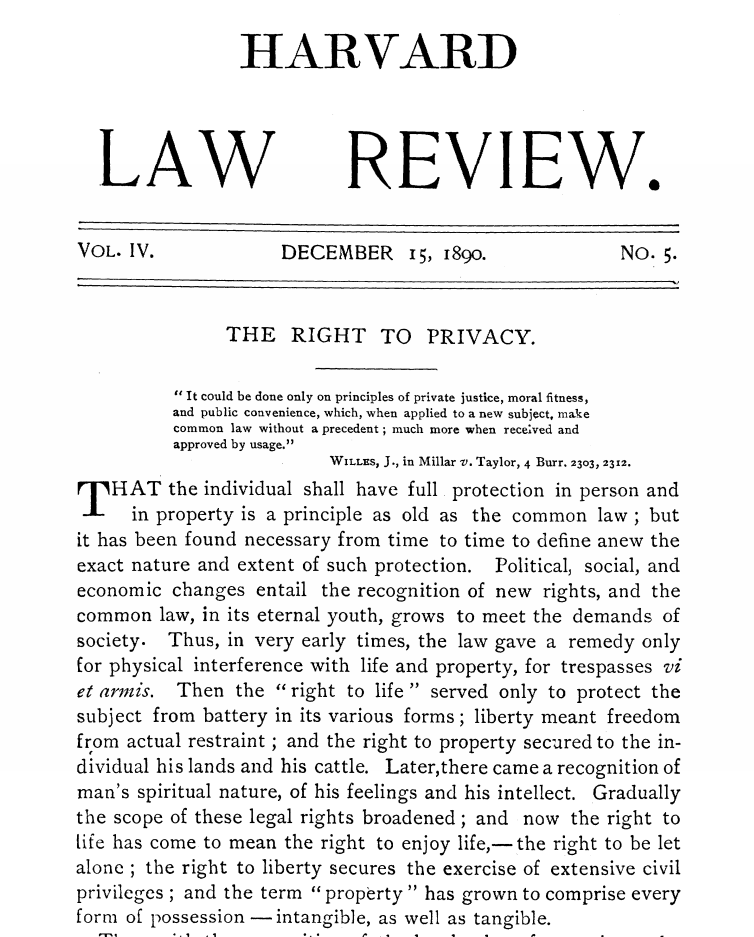 HARVARD
LAW REVIEW.
VOL. IV. DECEMBER 15, 1890. NO. 5.
THE RIGHT TO PRIVACY.
"It could be done only on principles of private justice, moral fitness,
and public convenience, which, when applied to a new subject, make
common law without a precedent; much more when received and
approved by usage."
WILLES, J., in Millar v. Taylor, 4 Burr. 2303, 2312.
THAT the individual shall have full protection in person and
in property is a principle as old as the common law; but
it has been found necessary from time to time to define anew the
exact nature and extent of such protection. Political, social, and
economic changes entail the recognition of new rights, and the
common law, in its eternal youth, grows to meet the demands of
society. Thus, in very early times, the law gave a remedy only
for physical interference with life and property, for trespasses vi
et armis. Then the "right to life" served only to protect the
subject from battery in its various forms; liberty meant freedom
from actual restraint; and the right to property secured to the in-
dividual his lands and his cattle. Later, there came a recognition of
man's spiritual nature, of his feelings and his intellect. Gradually
the scope of these legal rights broadened; and now the right to
life has come to mean the right to enjoy life,—the right to be let
alone; the right to liberty secures the exercise of extensive civil
privileges; and the term "property" has grown to comprise every
form of possession — intangible, as well as tangible.